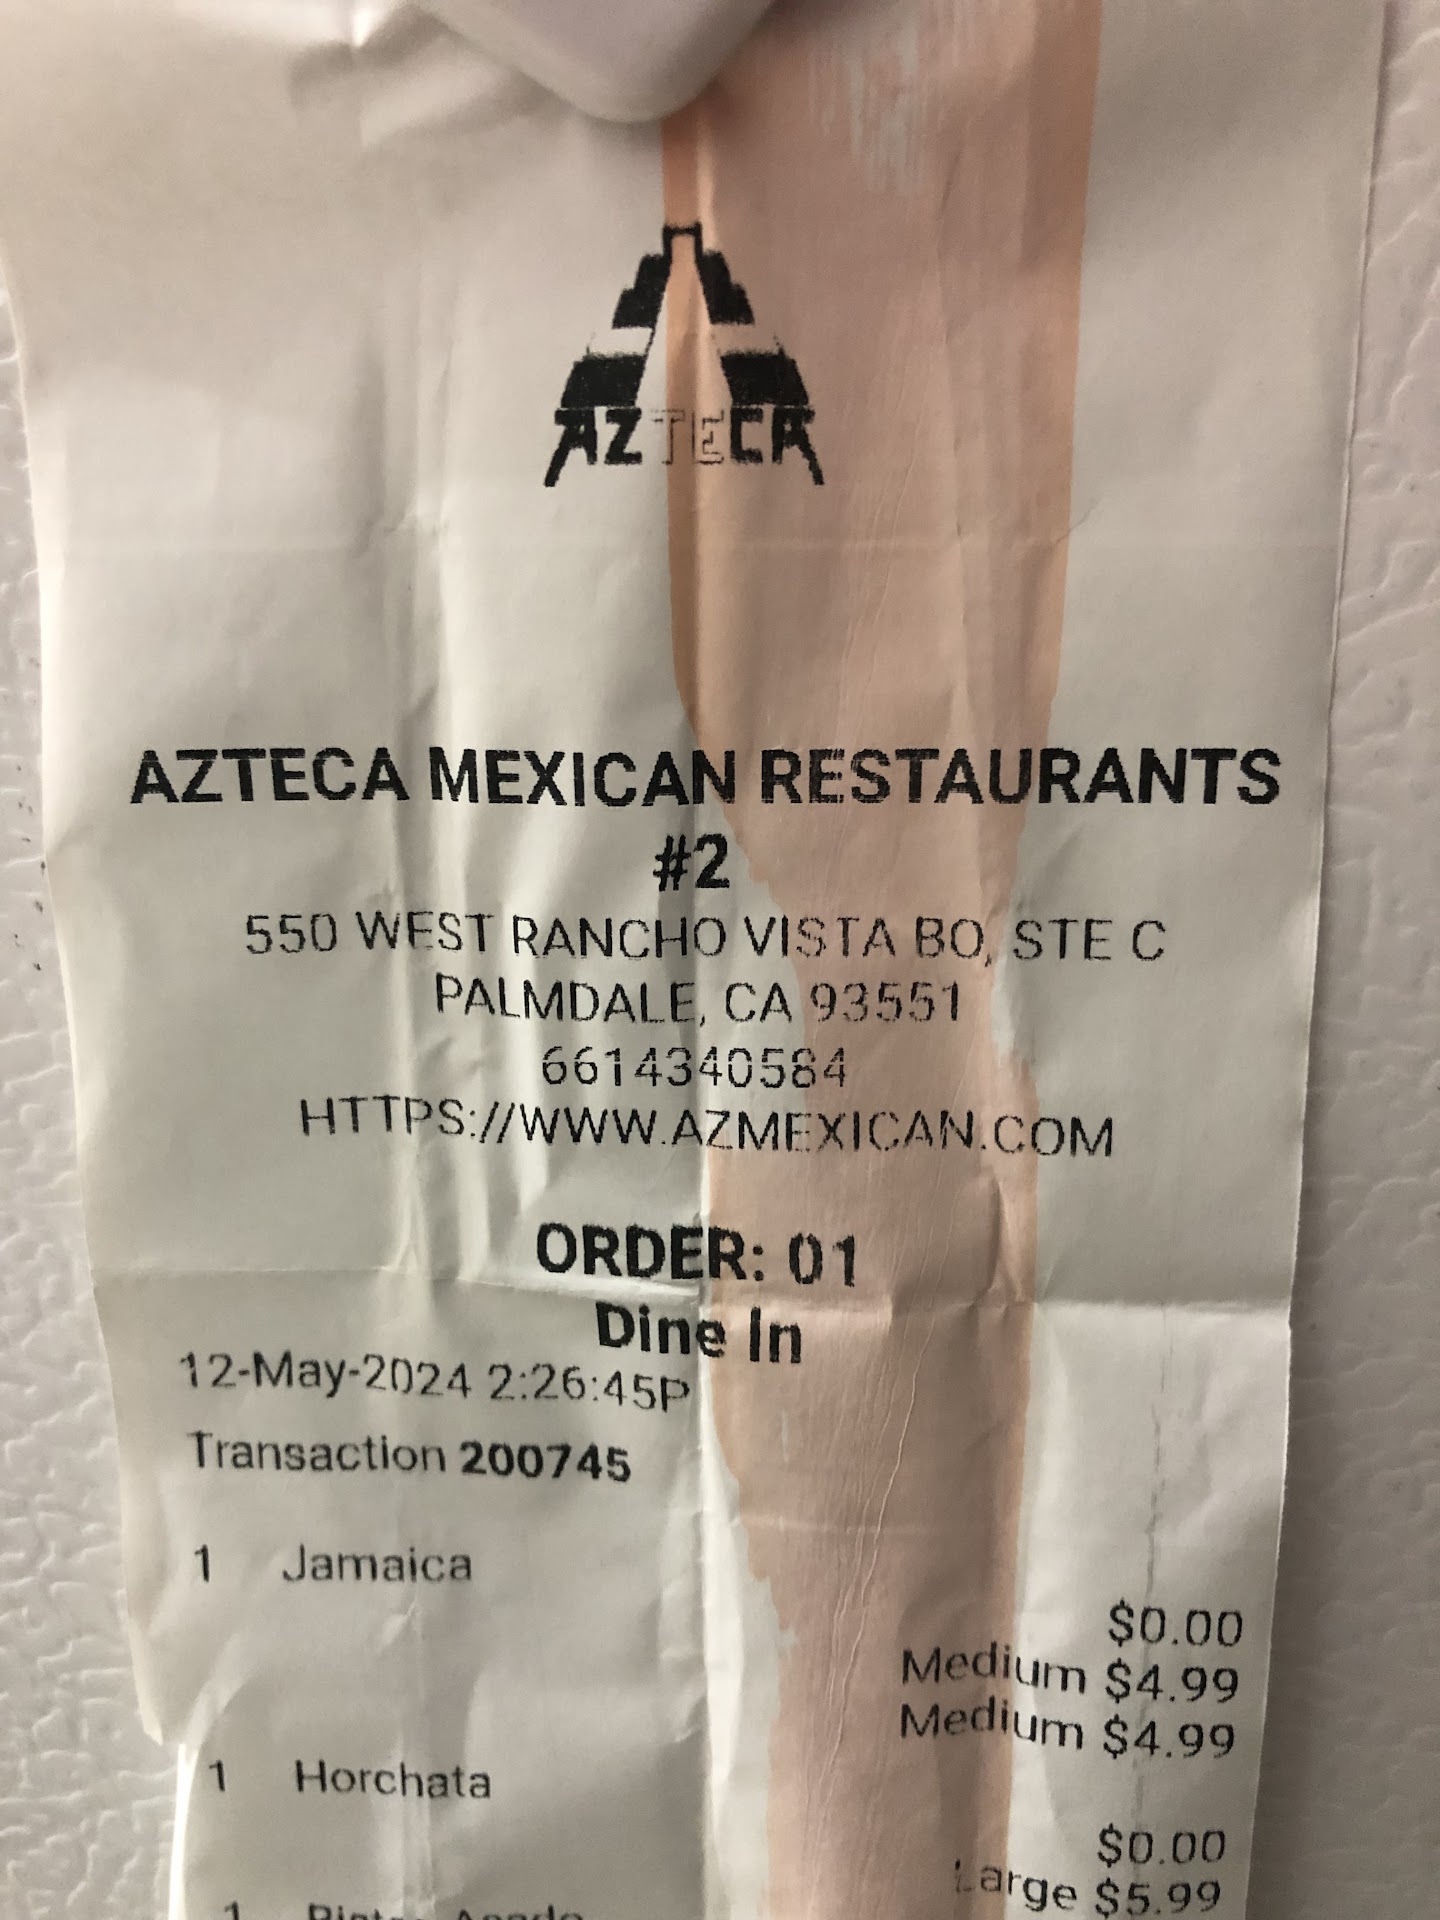 AZTECA
AZTECA MEXICAN RESTAURANTS
#2
550 WEST RANCHO VISTA BO, STE C
PALMDALE, CA 93551
6614340584
HTTPS://WWW.AZMEXICAN.COM
ORDER: 01
Dine In
12-May-2024 2:26:45P
Transaction 200745
1 Jamaica
$0.00
Medium $4.99
Medium $4.99
1 Horchata
$0.00
Large $5.99
1